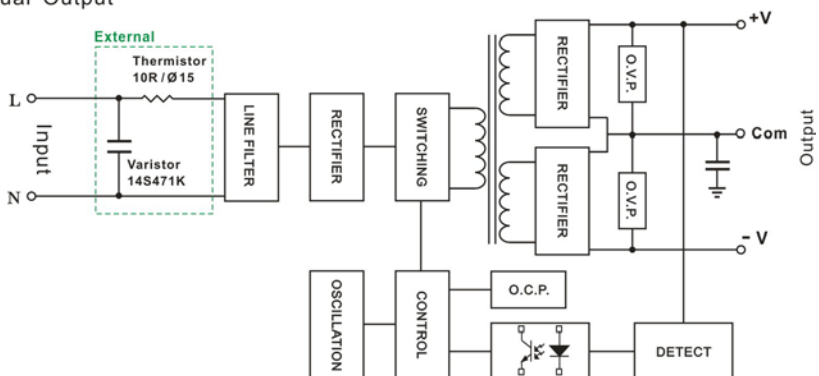 Dual Output
External
Thermistor
10R/Ø15
L
Input
Varistor
14S471K
N
LINE FILTER
RECTIFIER
SWITCHING
RECTIFIER
RECTIFIER
O.V.P.
O.V.P.
+V
Com
- V
Output
OSCILLATION
CONTROL
O.C.P.
DETECT